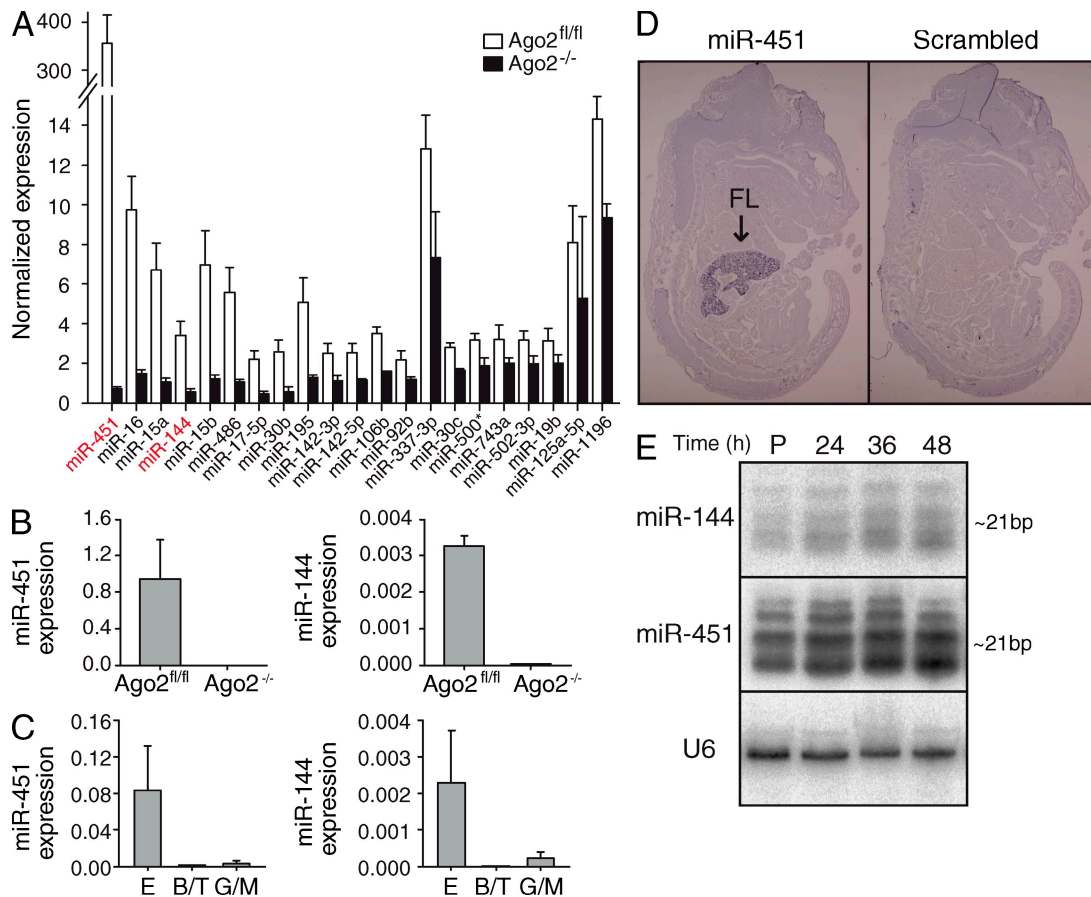 A
400
300
14
12
10
8
6
4
2
0
Normalized expression
Ago2fl/fl
Ago2-/-
miR-451
miR-16
miR-15a
miR-144
miR-15b
miR-486
miR-17-5p
miR-30b
miR-195
miR-142-3p
miR-142-5p
miR-106b
miR-92b
miR-337-3p
miR-30c
miR-500*
miR-743a
miR-502-3p
miR-19b
miR-125a-5p
miR-1196
B
miR-451
expression
1.6
1.2
0.8
0.4
0.0
Ago2fl/fl
Ago2-/-
miR-144
expression
0.004
0.003
0.002
0.001
0.000
Ago2fl/fl
Ago2-/-
C
miR-451
expression
0.16
0.12
0.08
0.04
0.00
E B/T G/M
miR-144
expression
0.004
0.003
0.002
0.001
0.000
E B/T G/M
D
miR-451
Scrambled
FL
E
Time (h) P 24 36 48
miR-144
~21bp
miR-451
~21bp
U6